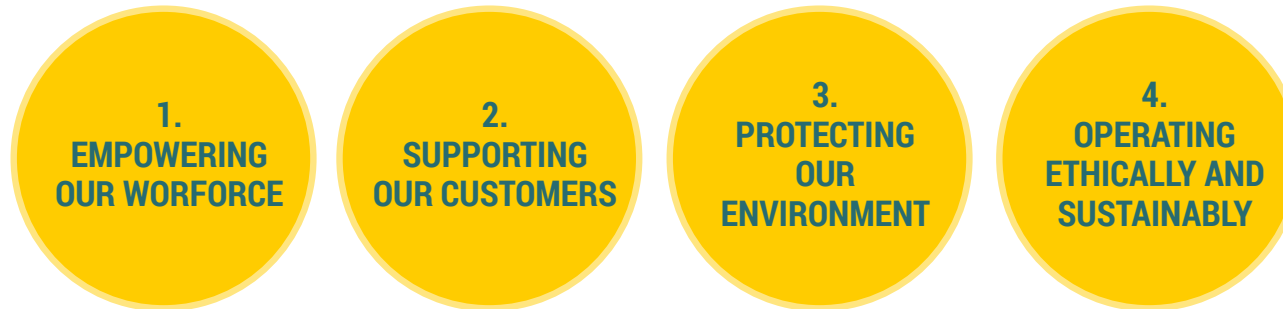 1.
EMPOWERING
OUR WORFORCE
2.
SUPPORTING
OUR CUSTOMERS
3.
PROTECTING
OUR
ENVIRONMENT
4.
OPERATING
ETHICALLY AND
SUSTAINABLY